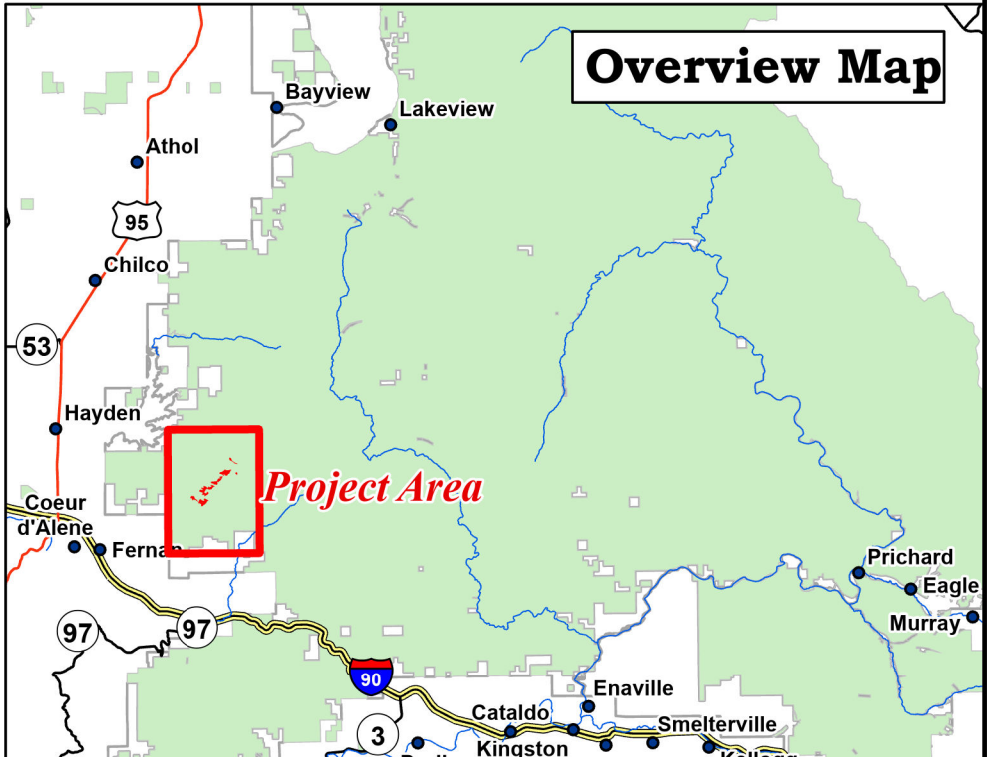 Overview Map
Bayview
Lakeview
Athol
95
Chilco
53
Hayden
Project Area
Coeur
d'Alene
Prichard
Eagle
Murray
97
97
90
Enaville
Cataldo
Smelterville
3
Kingston